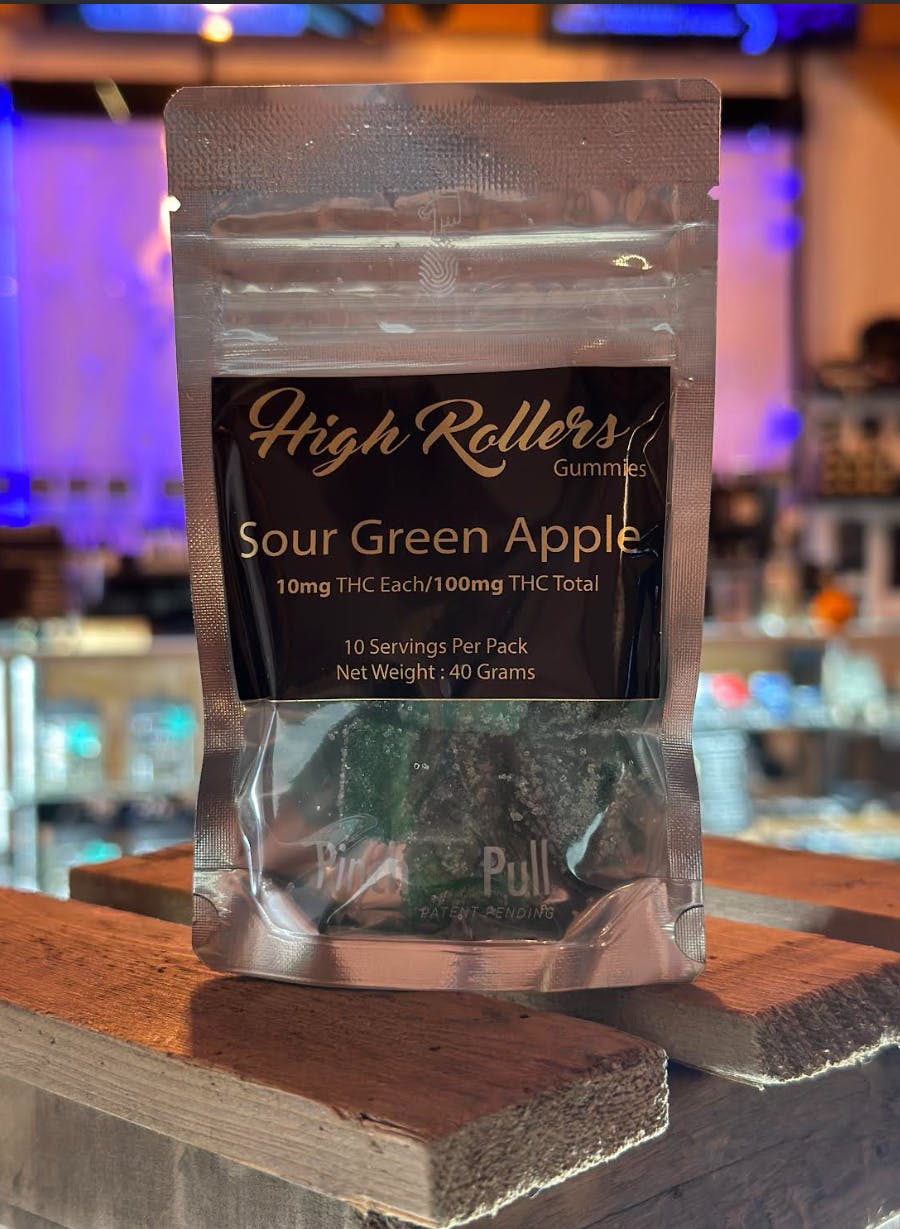 High Rollers
Gummies
Sour Green Apple
10mg THC Each/100mg THC Total
10 Servings Per Pack
Net Weight : 40 Grams
Pinch Pull
PATENT PENDING